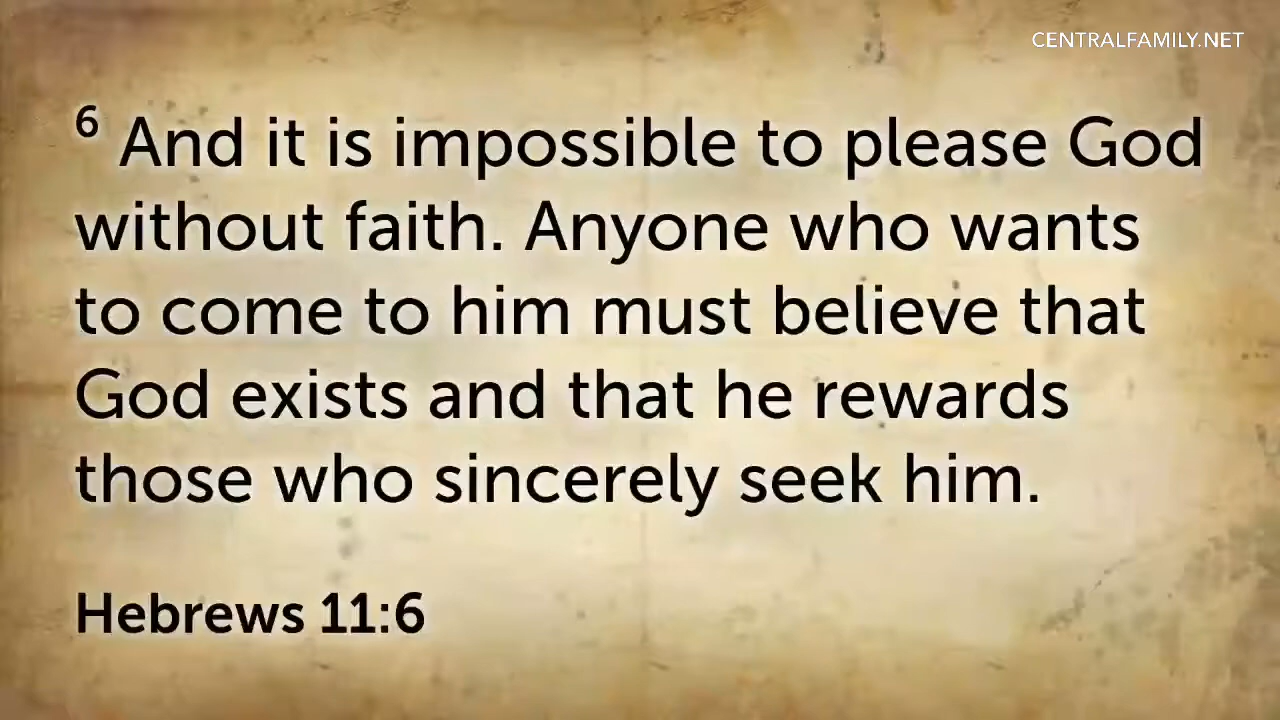 CENTRALFAMILY.NET
6 And it is impossible to please God
without faith. Anyone who wants
to come to him must believe that
God exists and that he rewards
those who sincerely seek him.
Hebrews 11:6